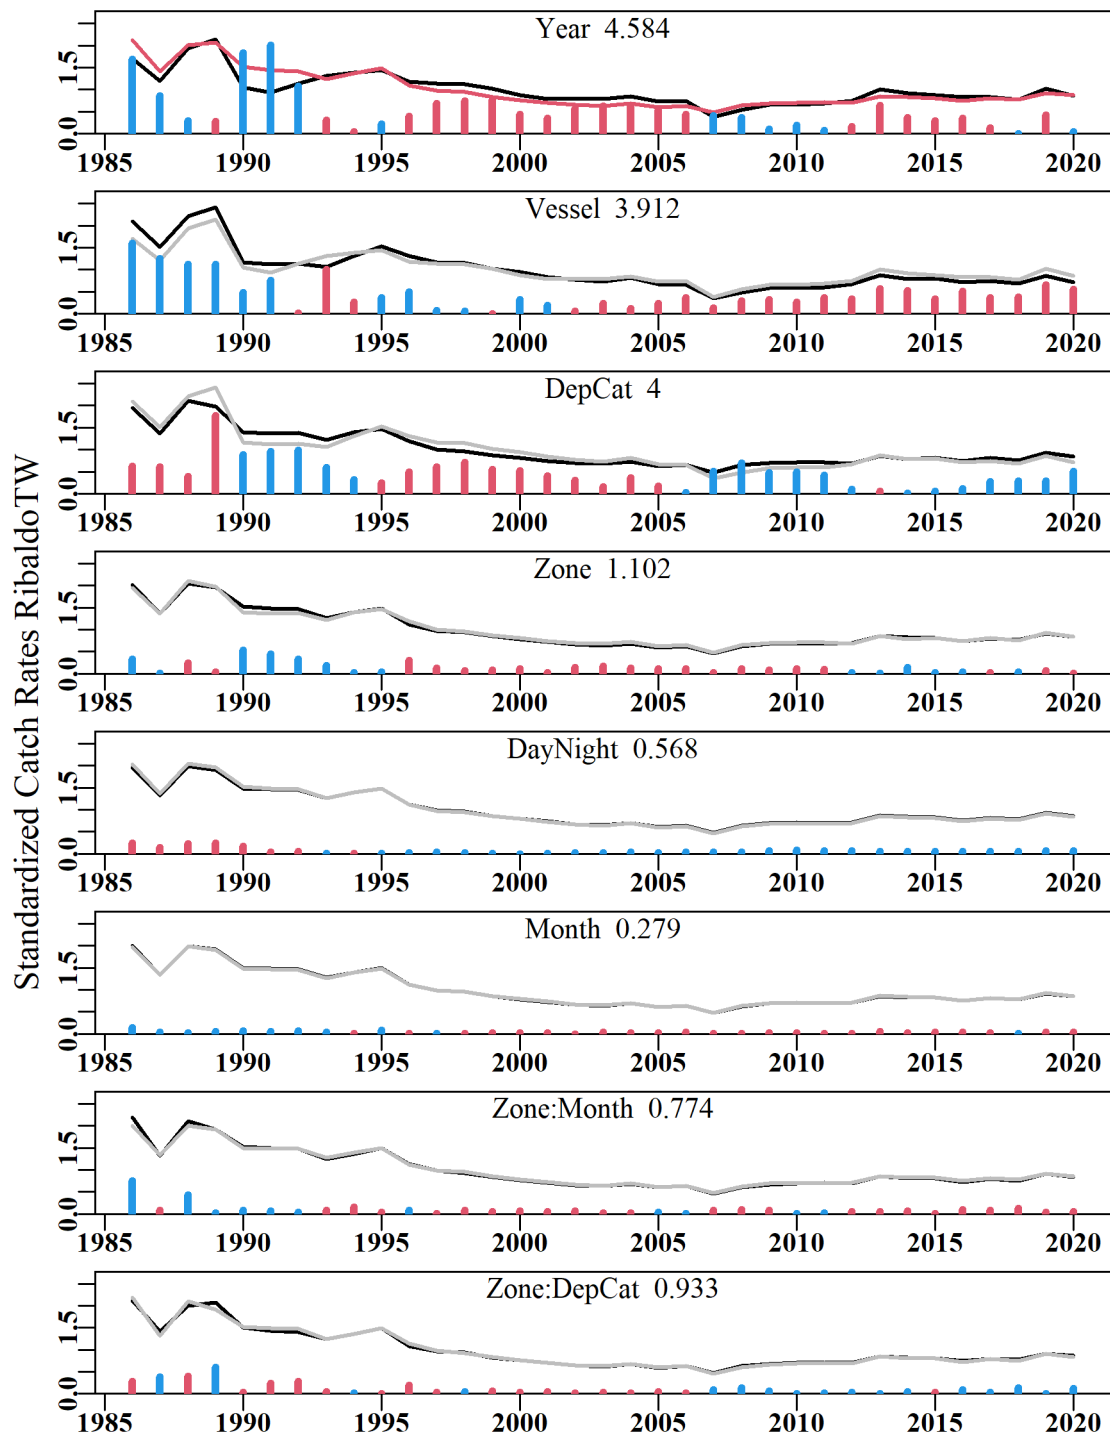 Standardized Catch Rates RibaldoTW
Year 4.584
0.0 1.5
1985 1990 1995 2000 2005 2010 2015 2020
Vessel 3.912
0.0 1.5
1985 1990 1995 2000 2005 2010 2015 2020
DepCat 4
0.0 1.5
1985 1990 1995 2000 2005 2010 2015 2020
Zone 1.102
0.0 1.5
1985 1990 1995 2000 2005 2010 2015 2020
DayNight 0.568
0.0 1.5
1985 1990 1995 2000 2005 2010 2015 2020
Month 0.279
0.0 1.5
1985 1990 1995 2000 2005 2010 2015 2020
Zone:Month 0.774
0.0 1.5
1985 1990 1995 2000 2005 2010 2015 2020
Zone:DepCat 0.933
0.0 1.5
1985 1990 1995 2000 2005 2010 2015 2020